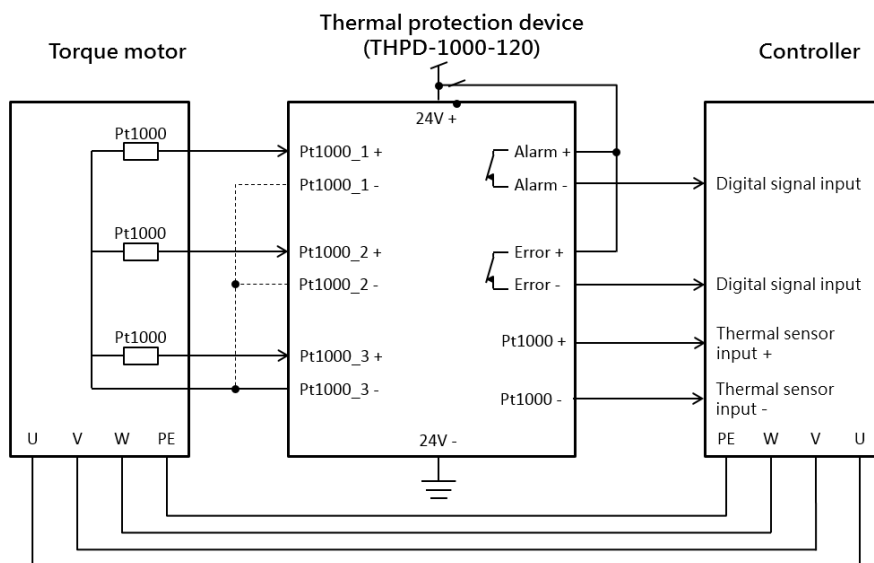 Thermal protection device
(THPD-1000-120)
Torque motor
Controller
24V +
Pt1000
Pt1000_1 +
Alarm +
Pt1000_1 -
Alarm -
Digital signal input
Pt1000
Pt1000_2 +
Error +
Pt1000_2 -
Error -
Digital signal input
Pt1000
Pt1000_3 +
Pt1000 +
Thermal sensor
input +
Pt1000_3 -
Pt1000 -
Thermal sensor
input -
U V W PE
24V -
PE W V U